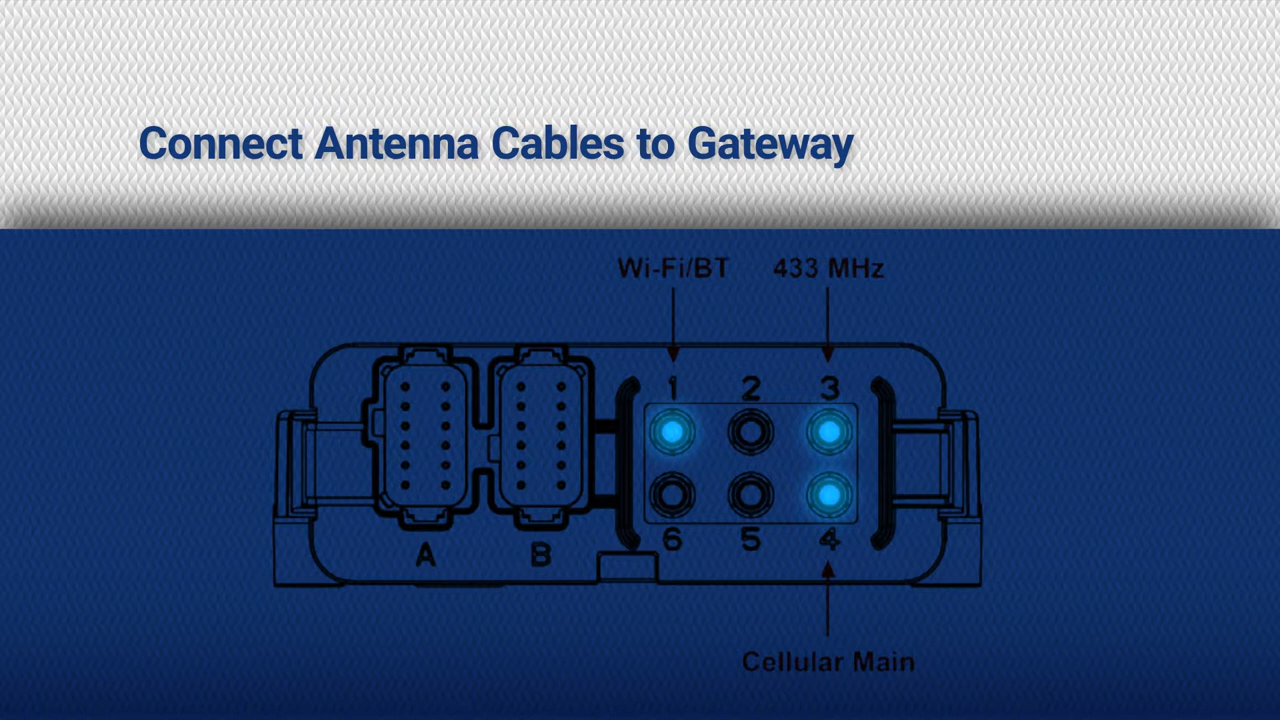 Connect Antenna Cables to Gateway
Wi-Fi/BT 433 MHz
1 2 3
6 5 4
A B
Cellular Main